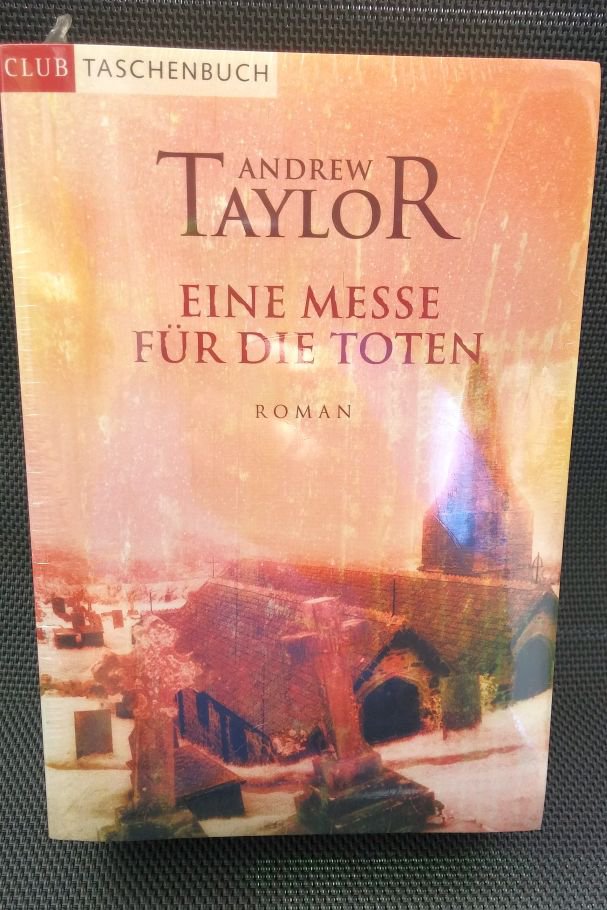 CLUB TASCHENBUCH
ANDREW
TAYLOR
EINE MESSE
FÜR DIE TOTEN
ROMAN